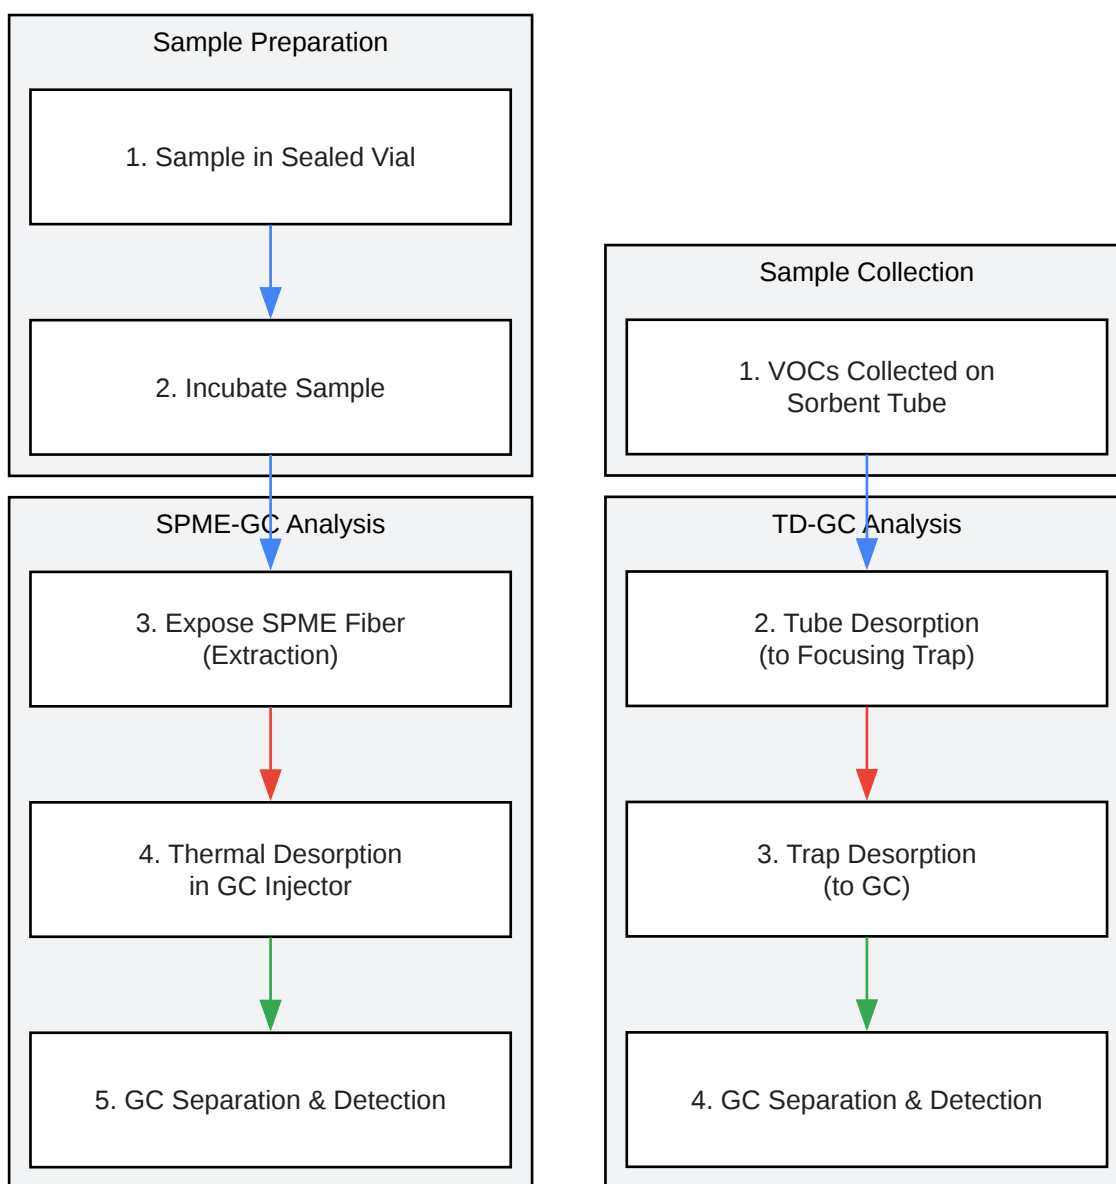 Sample Preparation
1. Sample in Sealed Vial
2. Incubate Sample
SPME-GC Analysis
3. Expose SPME Fiber
(Extraction)
4. Thermal Desorption
in GC Injector
5. GC Separation & Detection
Sample Collection
1. VOCs Collected on
Sorbent Tube
TD-GC Analysis
2. Tube Desorption
(to Focusing Trap)
3. Trap Desorption
(to GC)
4. GC Separation & Detection